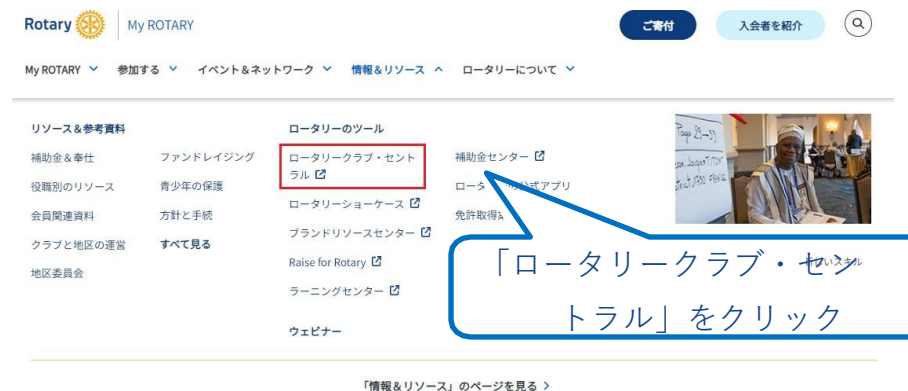 Rotary My ROTARY ご寄付 入会者を紹介
My ROTARY 参加する イベント&ネットワーク 情報&リソース ロータリーについて
リソース&参考資料
補助金&奉仕
役職別のリソース
会員関連資料
クラブと地区の運営
地区委員会
ファンドレイジング
青少年の保護
方針と手続
すべて見る
ロータリーのツール
ロータリークラブ・セント
ラル
ロータリーショーケース
ブランドリソースセンター
Raise for Rotary
ラーニングセンター
ウェビナー
補助金センター
ロータ 公式アプリ
免許取得
「ロータリークラブ・セン
トラル」をクリック
スキル
「情報&リソース」のページを見る